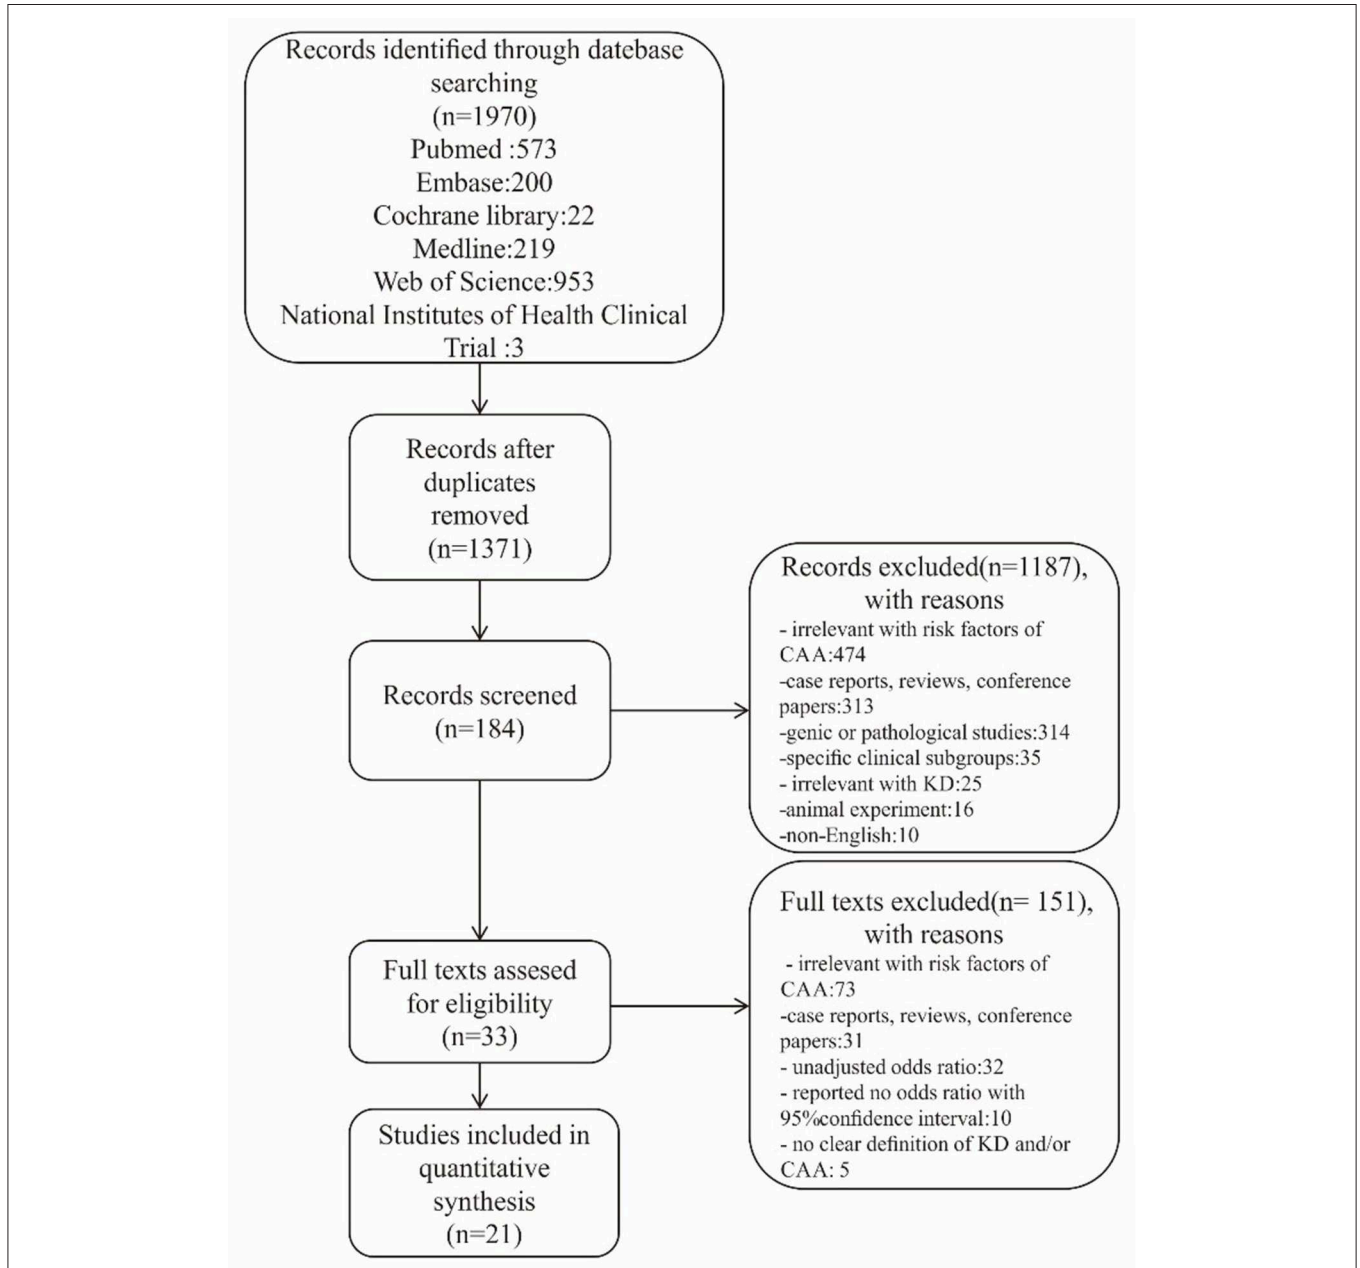 Records identified through datebase
searching
(n=1970)
Pubmed :573
Embase:200
Cochrane library:22
Medline:219
Web of Science:953
National Institutes of Health Clinical
Trial :3
Records after
duplicates
removed
(n=1371)
Records screened
(n=184)
Records excluded(n=1187),
with reasons
- irrelevant with risk factors of
CAA:474
-case reports, reviews, conference
papers:313
-genic or pathological studies:314
-specific clinical subgroups:35
- irrelevant with KD:25
-animal experiment:16
-non-English:10
Full texts assesed
for eligibility
(n=33)
Full texts excluded(n= 151),
with reasons
- irrelevant with risk factors of
CAA:73
-case reports, reviews, conference
papers:31
- unadjusted odds ratio:32
- reported no odds ratio with
95%confidence interval:10
- no clear definition of KD and/or
CAA: 5
Studies included in
quantitative
synthesis
(n=21)